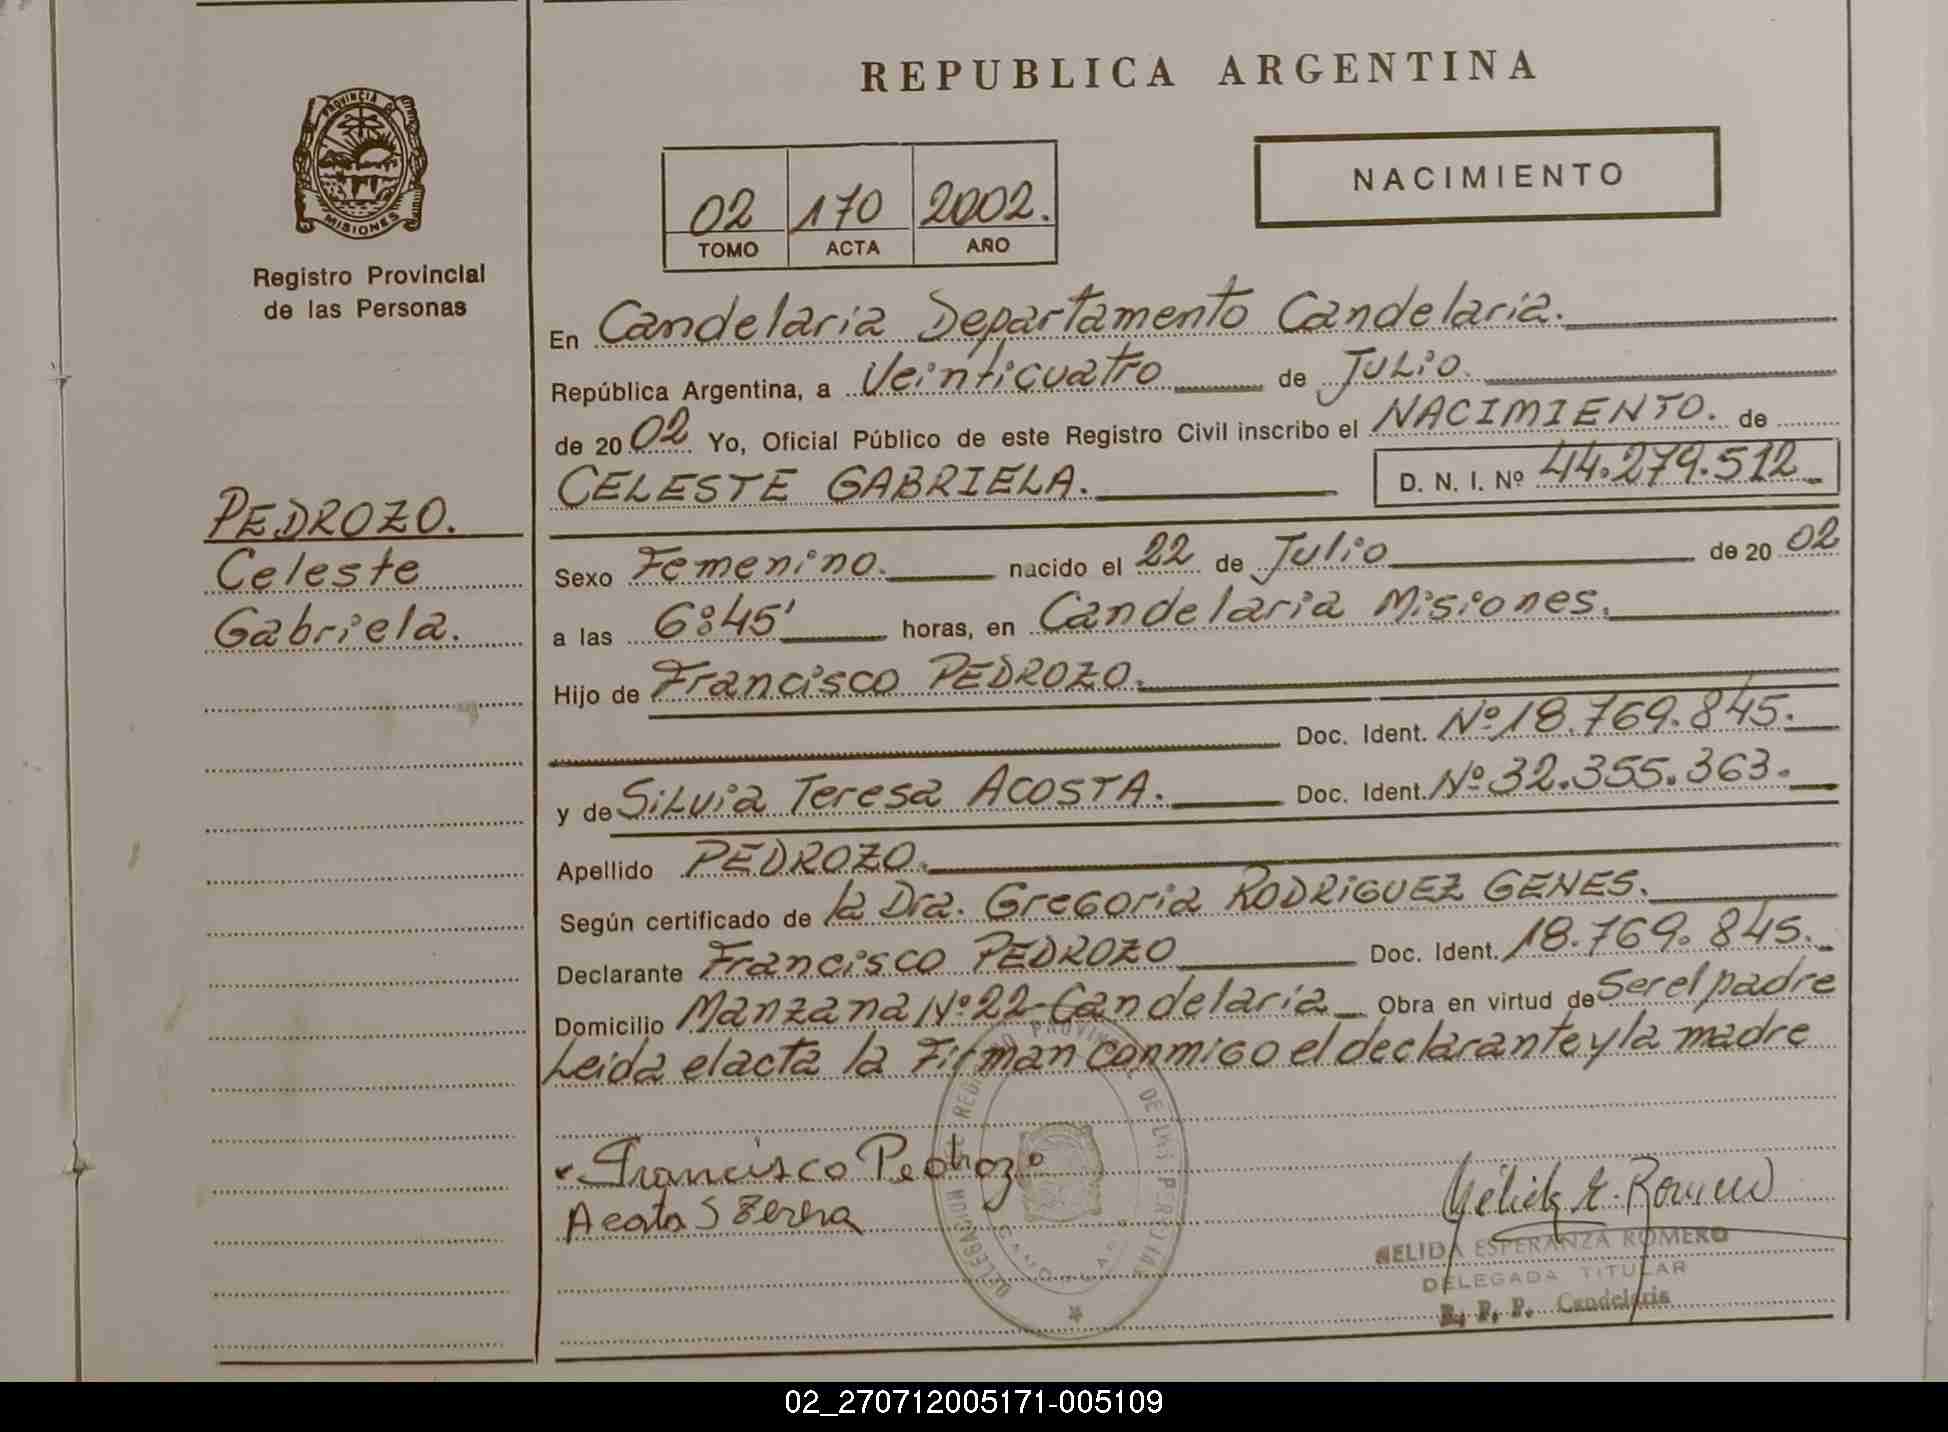 REPUBLICA ARGENTINA
PROVINCIA DE
MISIONES
Registro Provincial
de las Personas
02 170 2002.
TOMO ACTA AÑO
NACIMIENTO
En Candelaria Departamento Candelaria.
República Argentina, a Veinticuatro de Julio.
de 2002 Yo, Oficial Público de este Registro Civil inscribo el NACIMIENTO. de
CELESTE GABRIELA. D. N. I. Nº 44.279.512
PEDROZO.
Celeste
Gabriela.
Sexo Femenino. nacido el 22 de Julio de 20 02
a las 6:45' horas, en Candelaria Misiones.
Hijo de Francisco PEDROZO.
Doc. Ident. Nº 18.769.845.
y de Silvia Teresa ACOSTA. Doc. Ident. Nº 32.355.363.
Apellido PEDROZO.
Según certificado de la Dra. Gregoria RODRIGUEZ GENES.
Declarante Francisco PEDROZO Doc. Ident. 18.769.845.
Domicilio Manzana Nº 22-Candelaria Obra en virtud de Ser el padre
Leida el acta la Firman conmigo el declarante y la madre
Francisco Pedrozo
NELIDA ESPERANZA ROMERO
DELEGADA TITULAR
R. P. P. Candelaria
02_270712005171-005109